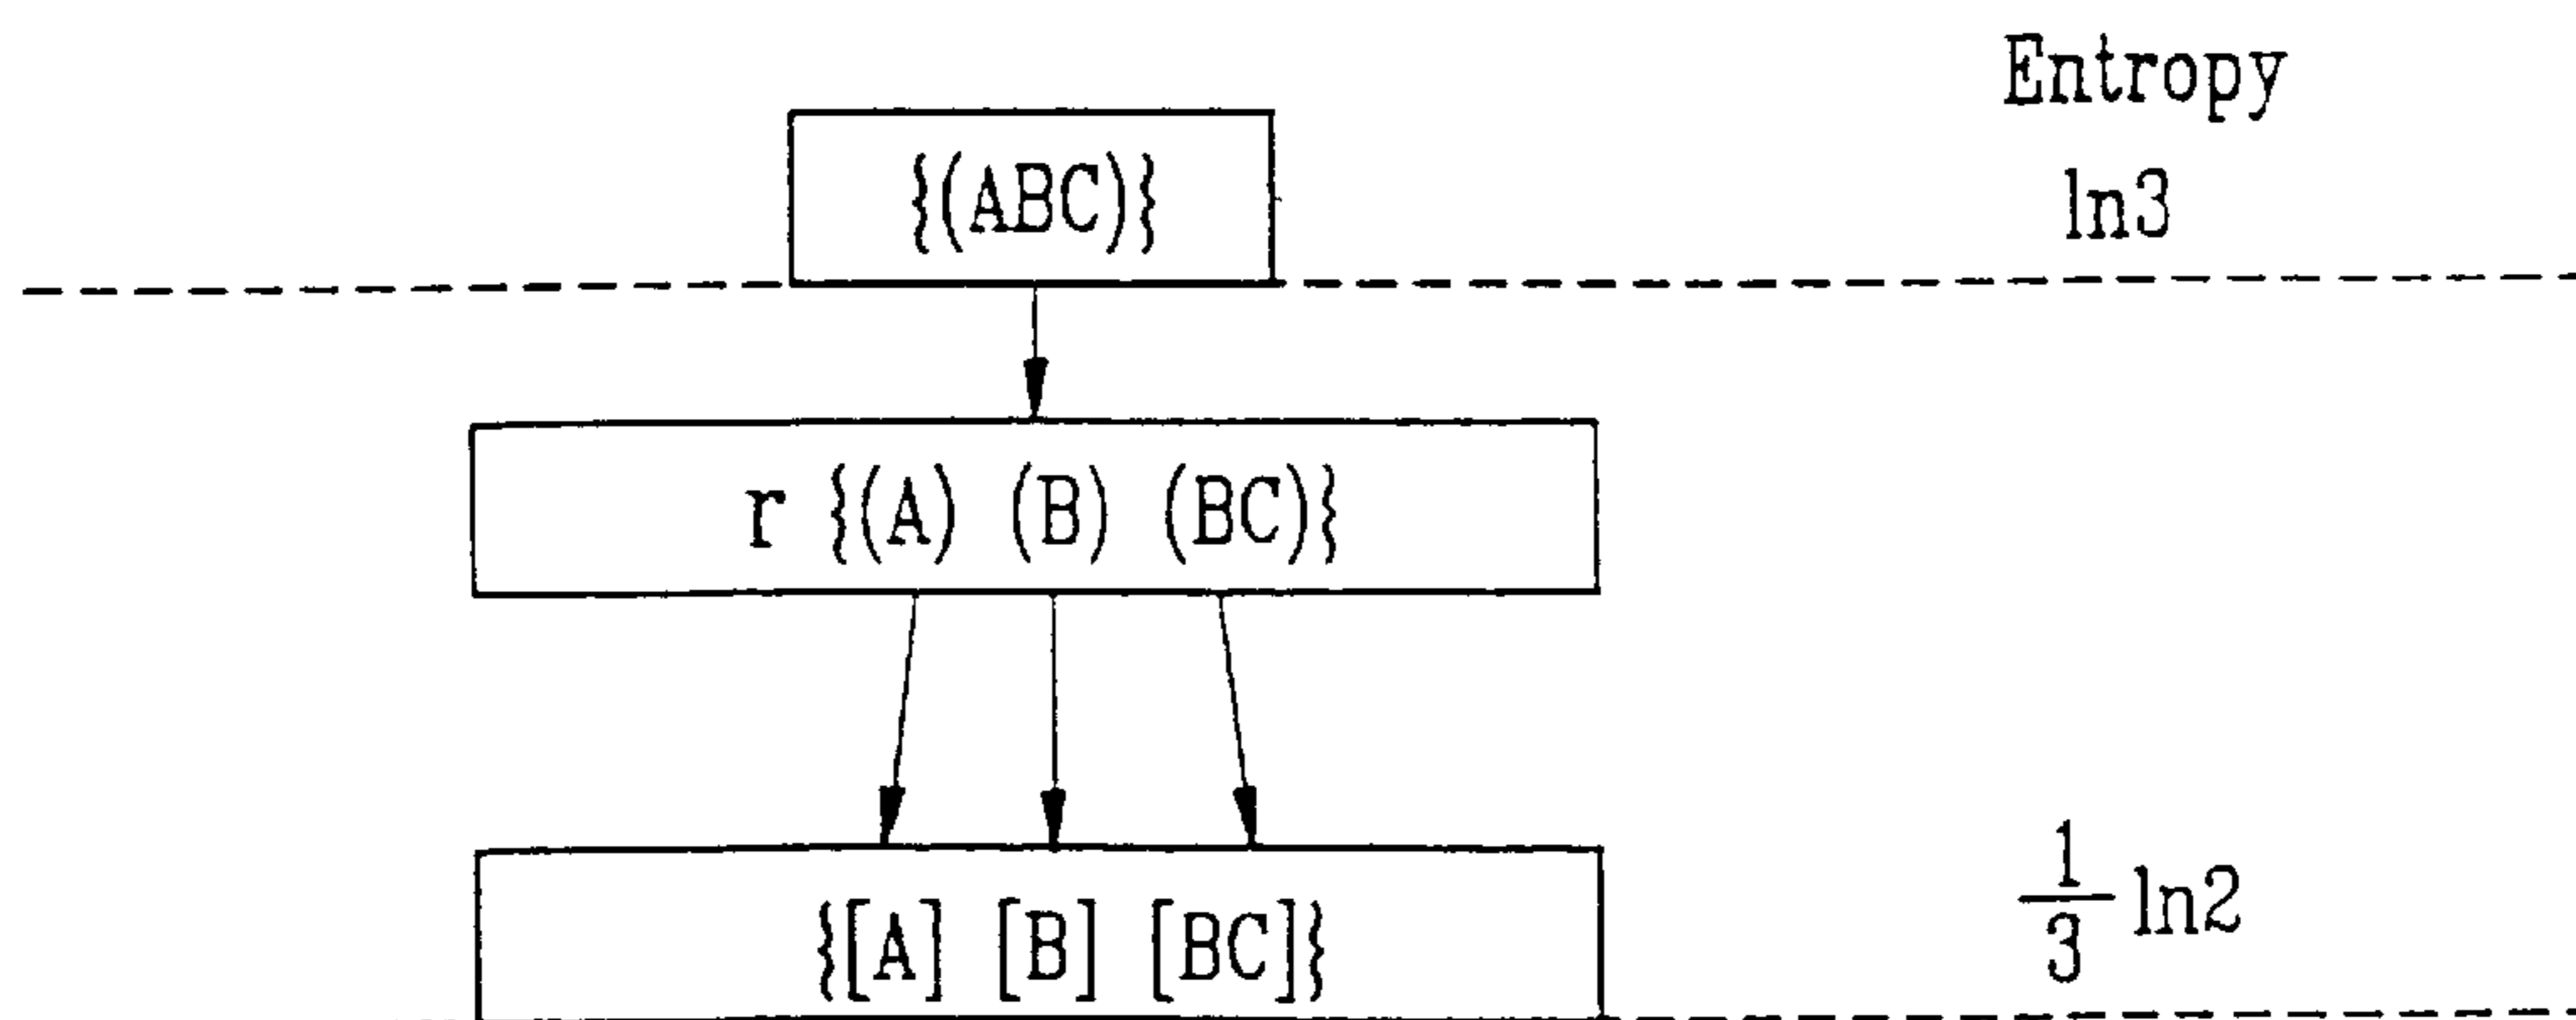 Entropy
{(ABC)}
ln3
r {(A) (B) (BC)}
{[A] [B] [BC]}
1/3 ln2